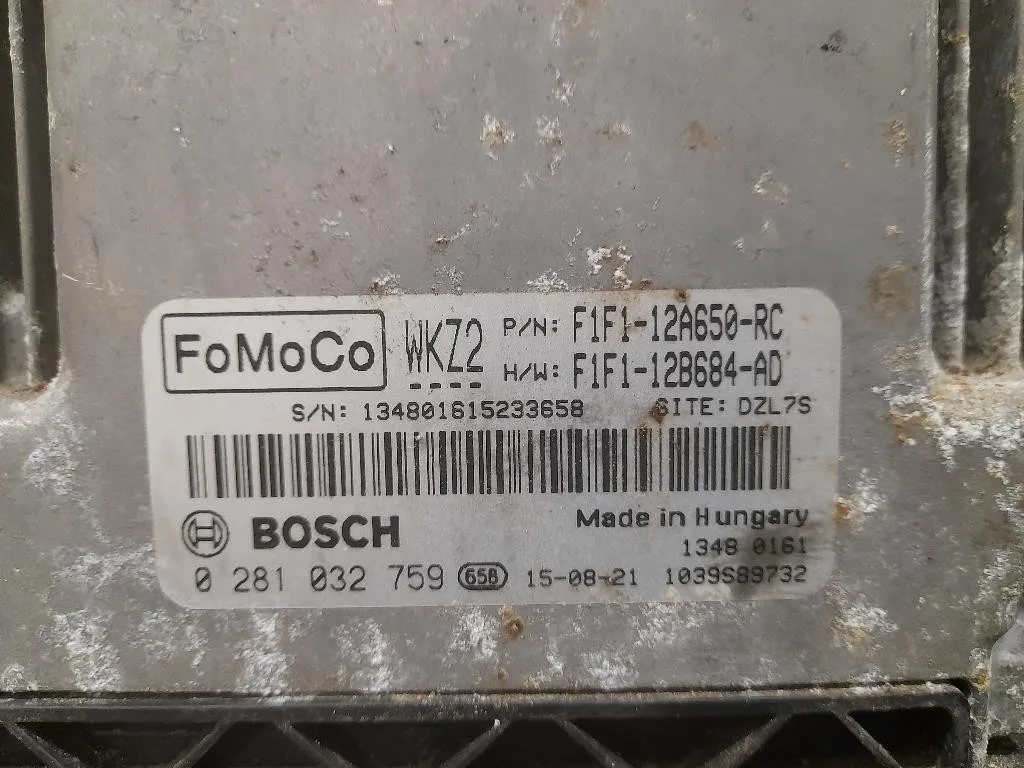 FoMoCo WKZ2 P/N: F1F1-12A650-RC
H/W: F1F1-12B684-AD
S/N: 134801615233658 SITE: DZL7S
BOSCH Made in Hungary
1348 0161
0 281 032 759 65B 15-08-21 1039S89732